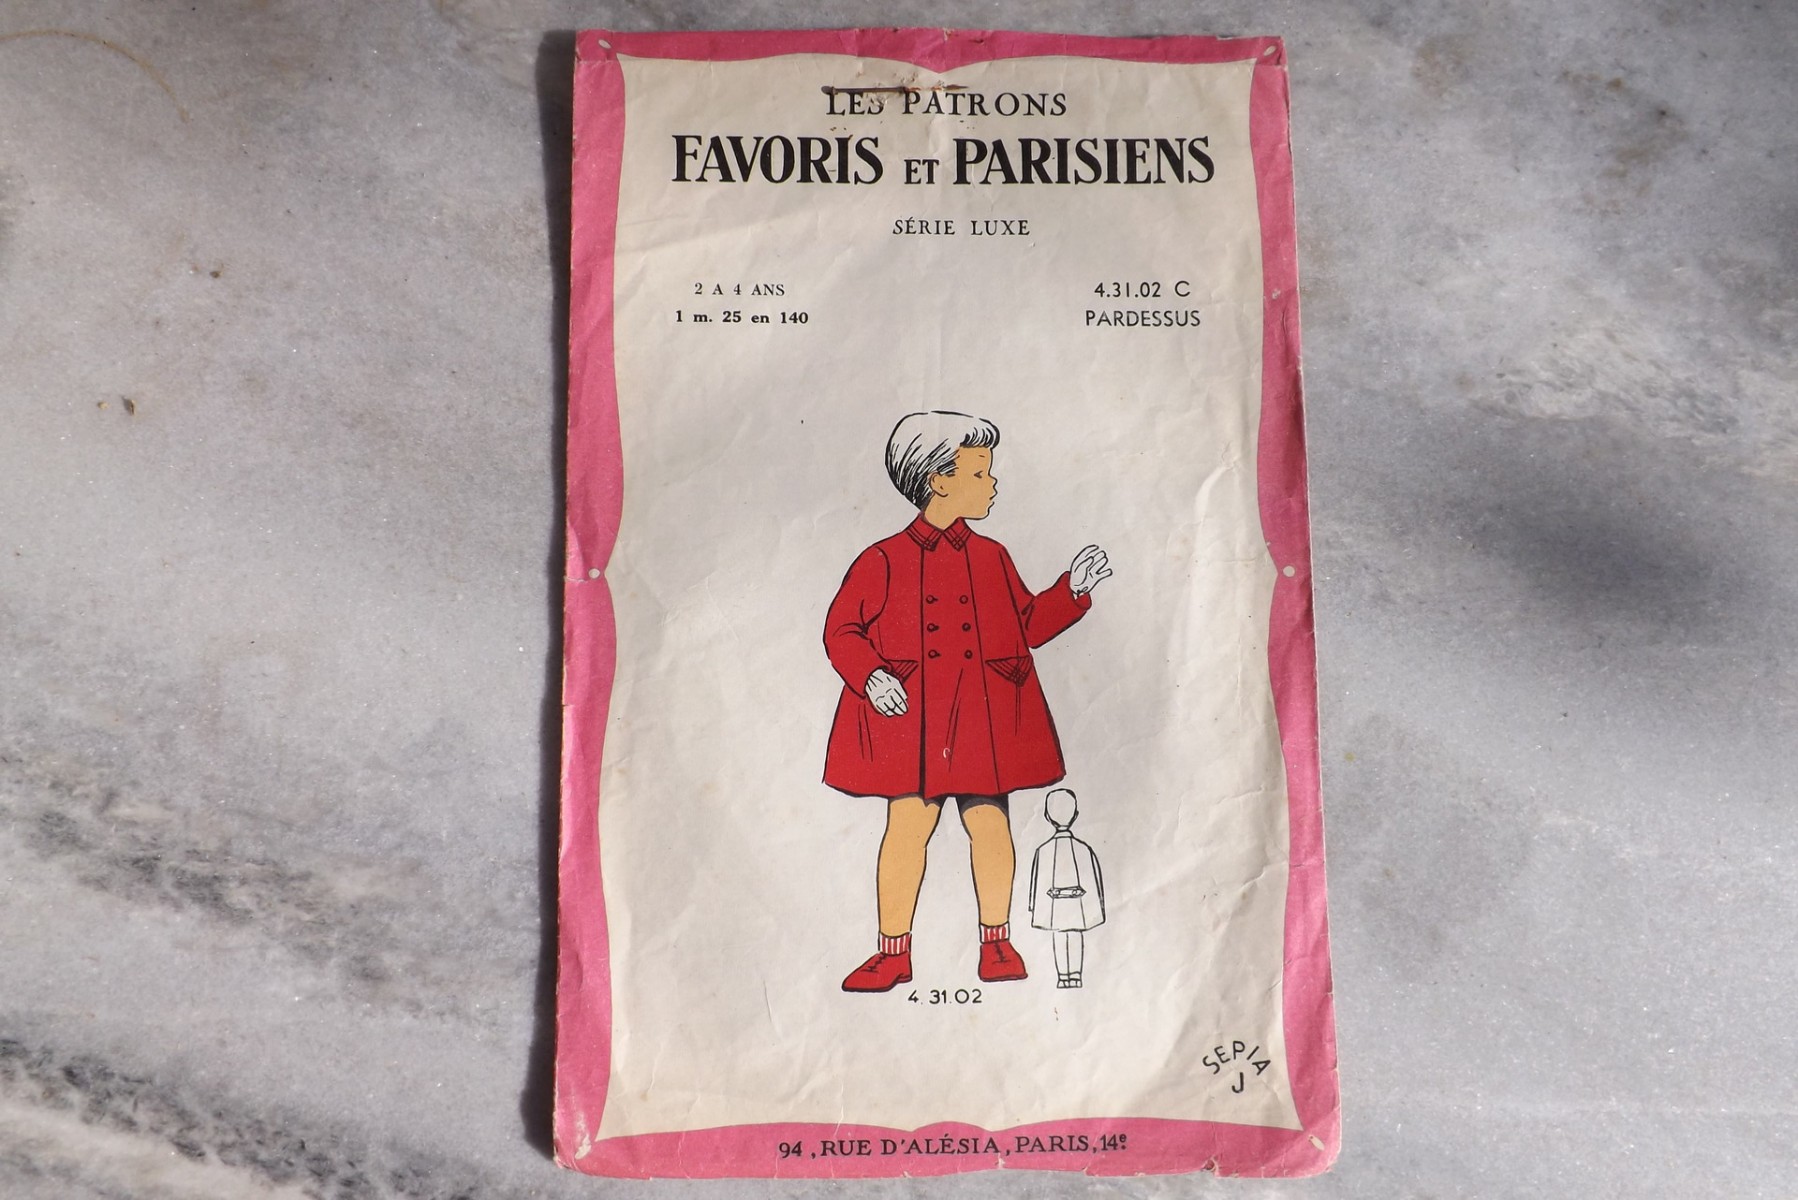 LES PATRONS
FAVORIS ET PARISIENS
SÉRIE LUXE
2 A 4 ANS
1 m. 25 en 140
4.31.02 C
PARDESSUS
4.31.02
SEPIA
J
94, RUE D'ALÉSIA, PARIS, 14e.